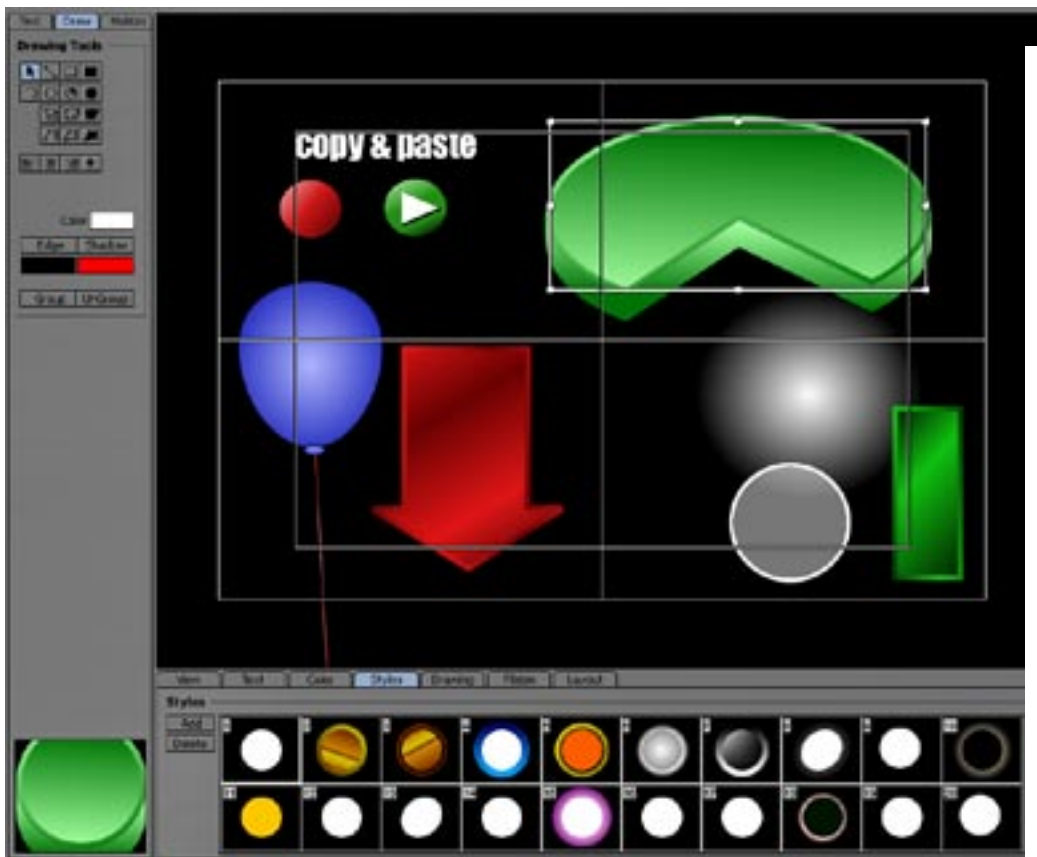 Text Draw Motion
Drawing Tools
Color
Edge Shadow
Group UnGroup
copy & paste
View Text Color Styles Drawing Layout
Styles
Add
Delete